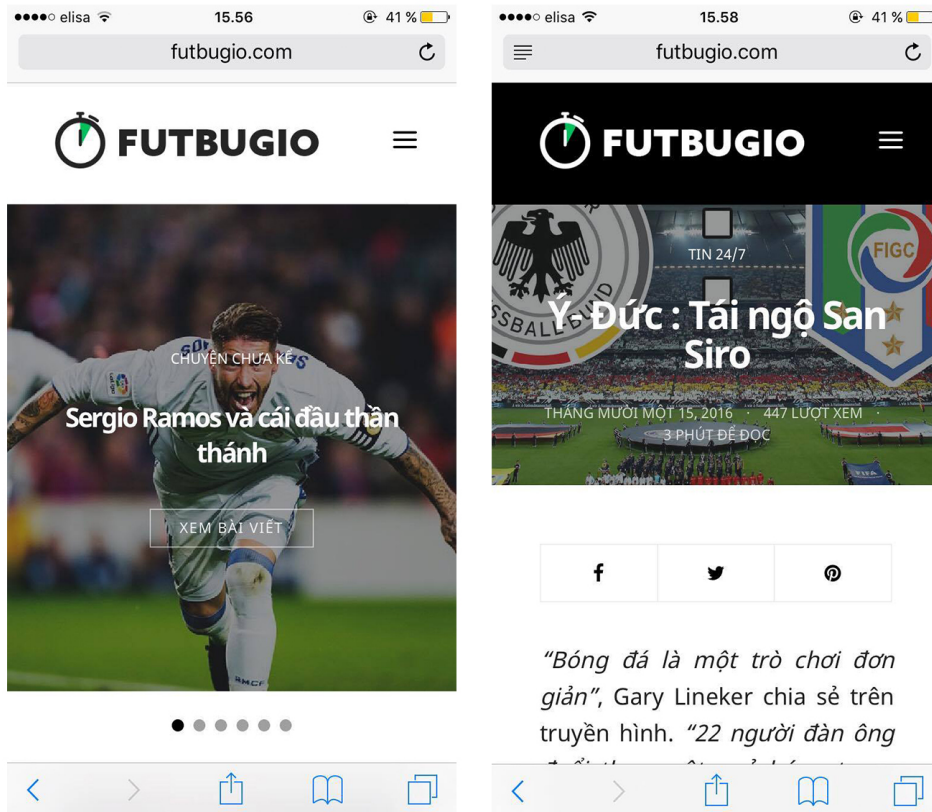 elisa 15.56 41 %
futbugio.com
FUTBUGIO
CHUYỆN CHƯA KỂ
Sergio Ramos và cái đầu thần
thánh
XEM BÀI VIẾT
elisa 15.58 41 %
futbugio.com
FUTBUGIO
TIN 24/7
FIGC
Ý- Đức : Tái ngộ San
Siro
THÁNG MƯỜI MỘT 15, 2016 · 447 LƯỢT XEM ·
3 PHÚT ĐỂ ĐỌC
FIFA
“Bóng đá là một trò chơi đơn
giản”, Gary Lineker chia sẻ trên
truyền hình. “22 người đàn ông